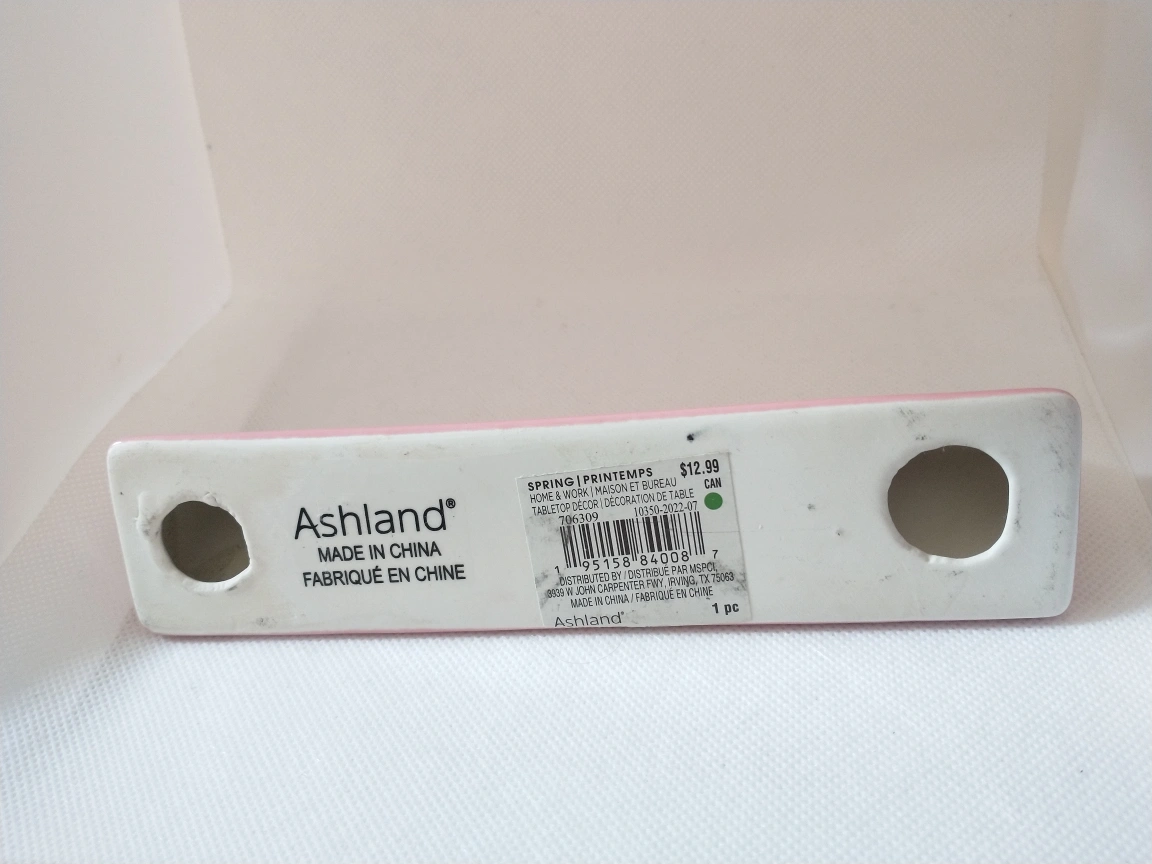 Ashland®
MADE IN CHINA
FABRIQUÉ EN CHINE
SPRING | PRINTEMPS $12.99
HOME & WORK | MAISON ET BUREAU CAN
TABLETOP DÉCOR | DÉCORATION DE TABLE
706309 10350-2022-07
1 95158 84008 7
DISTRIBUTED BY / DISTRIBUÉ PAR MSPCI,
3939 W JOHN CARPENTER FWY, IRVING, TX 75063
MADE IN CHINA / FABRIQUÉ EN CHINE
1 pc
Ashland®